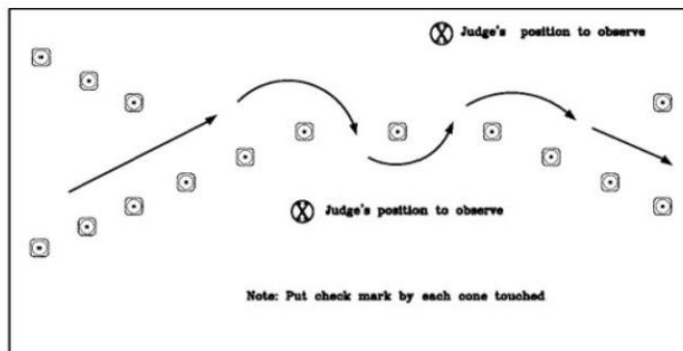 Judge's position to observe
Judge's position to observe
Note: Put check mark by each cone touched